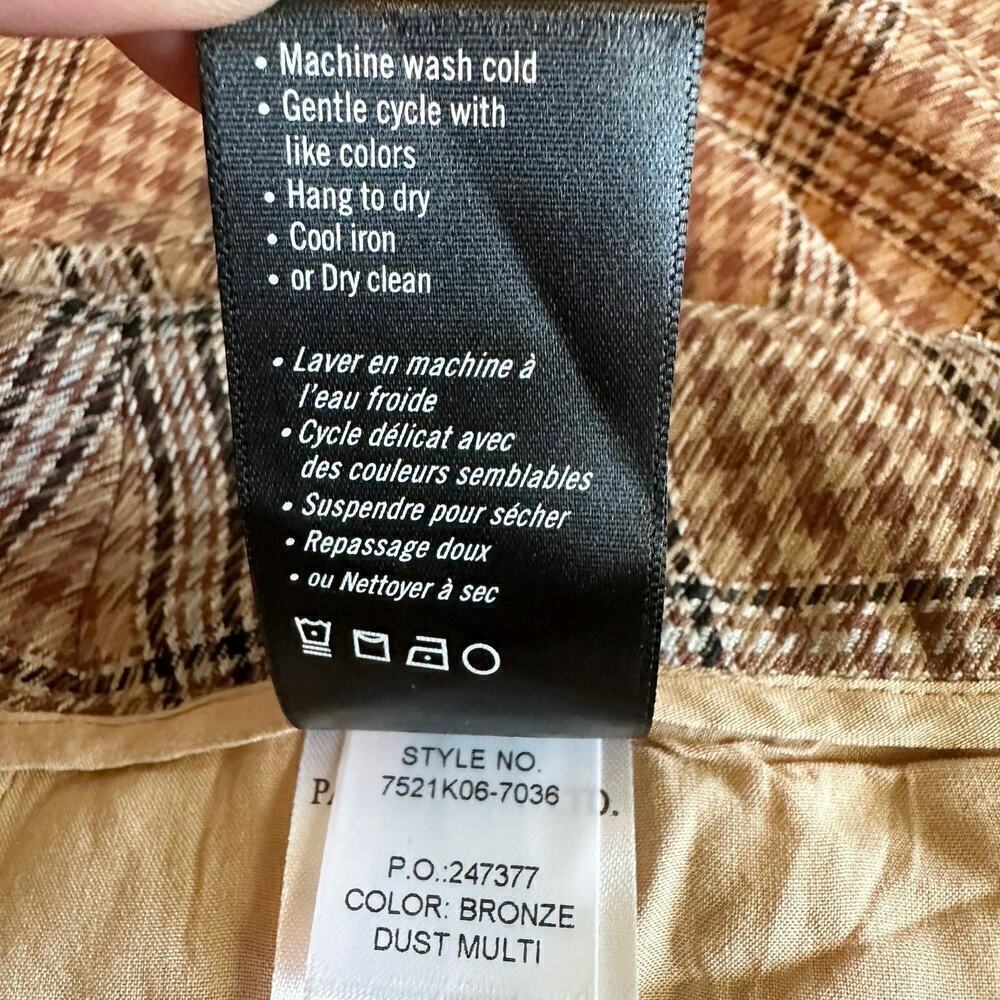 • Machine wash cold
• Gentle cycle with
like colors
• Hang to dry
• Cool iron
• or Dry clean
• Laver en machine à
l'eau froide
• Cycle délicat avec
des couleurs semblables
• Suspendre pour sécher
• Repassage doux
• ou Nettoyer à sec
STYLE NO.
7521K06-7036
P.O.:247377
COLOR: BRONZE
DUST MULTI